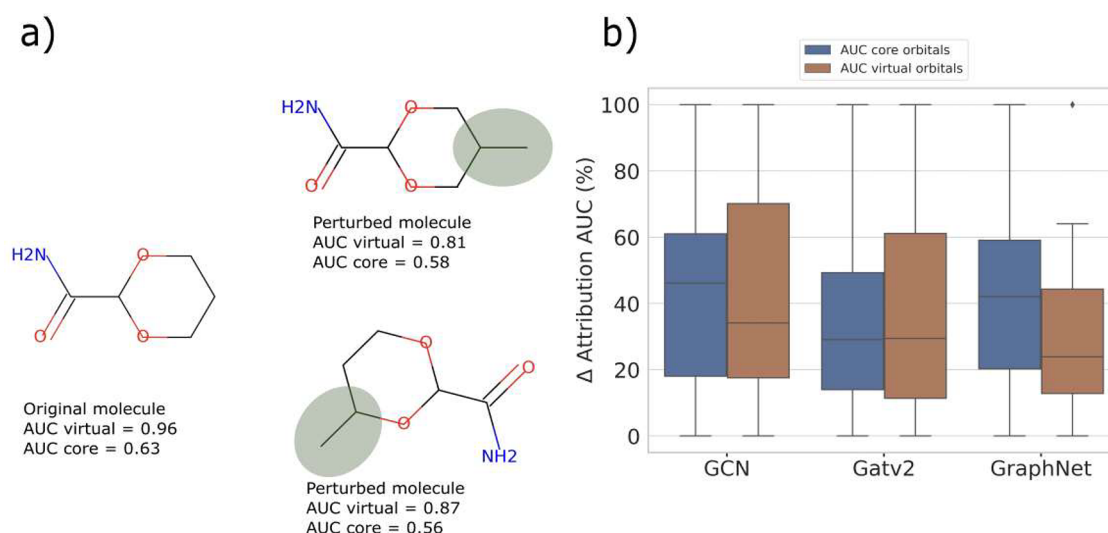 a)
H2N
O
O
O
Perturbed molecule
AUC virtual = 0.81
AUC core = 0.58
H2N
O
O
O
Original molecule
AUC virtual = 0.96
AUC core = 0.63
O
O
O
NH2
Perturbed molecule
AUC virtual = 0.87
AUC core = 0.56
b)
AUC core orbitals
AUC virtual orbitals
Δ Attribution AUC (%)
100
80
60
40
20
0
GCN
Gatv2
GraphNet